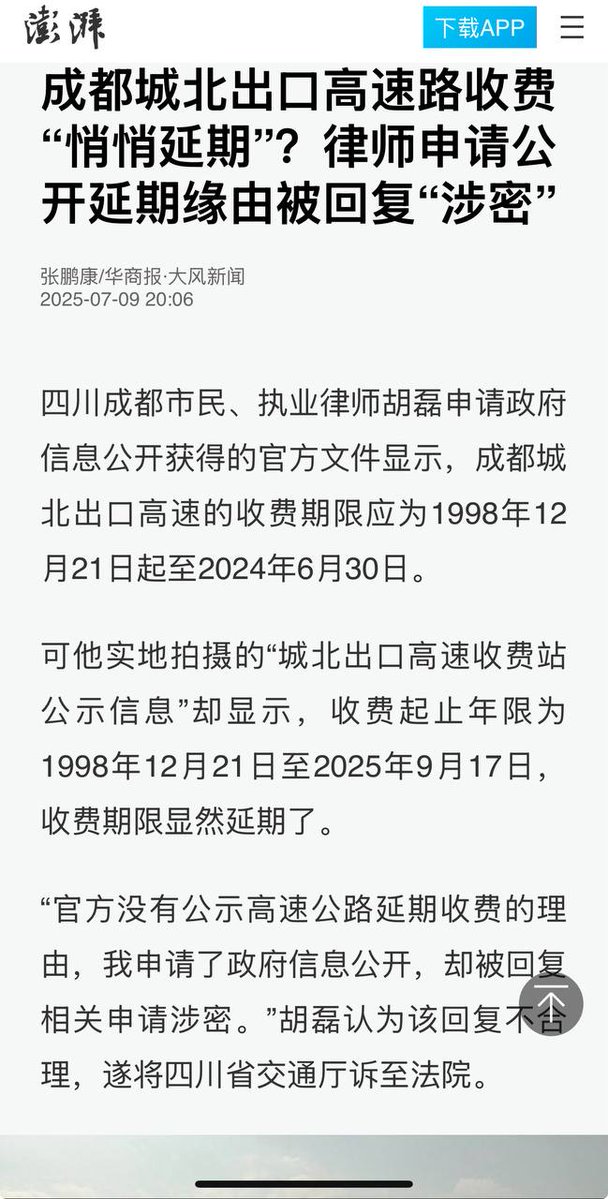 澎湃
下载APP
成都城北出口高速路收费
“悄悄延期”？律师申请公
开延期缘由被回复“涉密”
张鹏康/华商报·大风新闻
2025-07-09 20:06
四川成都市民、执业律师胡磊申请政府
信息公开获得的官方文件显示，成都城
北出口高速的收费期限应为1998年12
月21日起至2024年6月30日。
可他实地拍摄的“城北出口高速收费站
公示信息”却显示，收费起止年限为
1998年12月21日至2025年9月17日，
收费期限显然延期了。
“官方没有公示高速公路延期收费的理
由，我申请了政府信息公开，却被回复
相关申请涉密。”胡磊认为该回复不合
理，遂将四川省交通厅诉至法院。